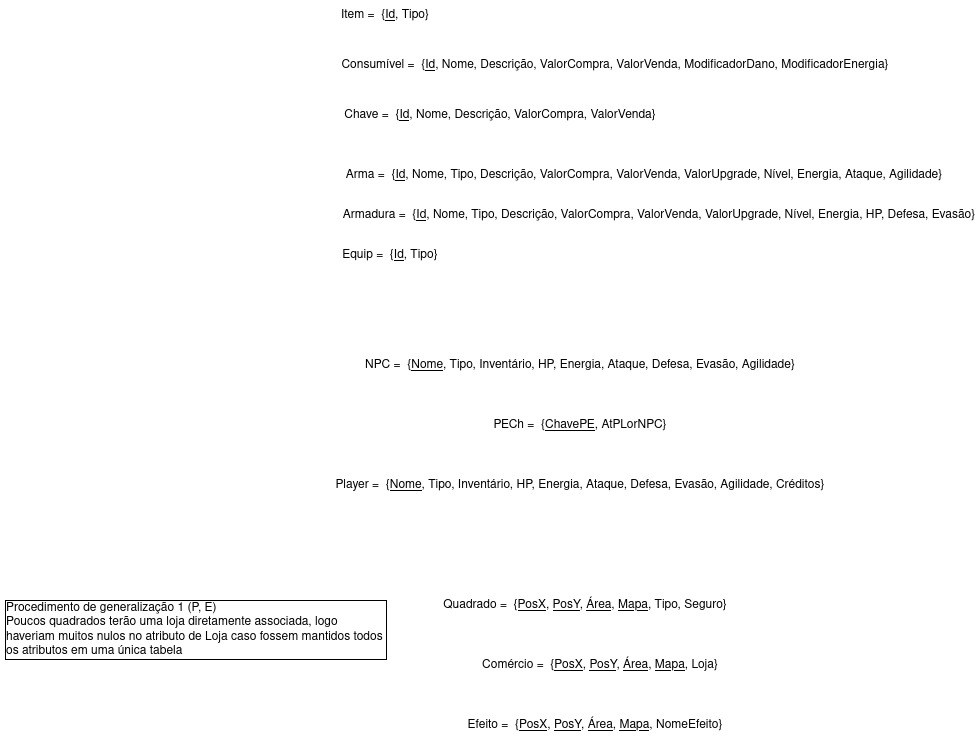 Item = {Id, Tipo}
Consumível = {Id, Nome, Descrição, ValorCompra, ValorVenda, ModificadorDano, ModificadorEnergia}
Chave = {Id, Nome, Descrição, ValorCompra, ValorVenda}
Arma = {Id, Nome, Tipo, Descrição, ValorCompra, ValorVenda, ValorUpgrade, Nível, Energia, Ataque, Agilidade}
Armadura = {Id, Nome, Tipo, Descrição, ValorCompra, ValorVenda, ValorUpgrade, Nível, Energia, HP, Defesa, Evasão}
Equip = {Id, Tipo}
NPC = {Nome, Tipo, Inventário, HP, Energia, Ataque, Defesa, Evasão, Agilidade}
PECh = {ChavePE, AtPLorNPC}
Player = {Nome, Tipo, Inventário, HP, Energia, Ataque, Defesa, Evasão, Agilidade, Créditos}
Quadrado = {PosX, PosY, Área, Mapa, Tipo, Seguro}
Procedimento de generalização 1 (P, E)
Poucos quadrados terão uma loja diretamente associada, logo
haveriam muitos nulos no atributo de Loja caso fossem mantidos todos
os atributos em uma única tabela
Comércio = {PosX, PosY, Área, Mapa, Loja}
Efeito = {PosX, PosY, Área, Mapa, NomeEfeito}